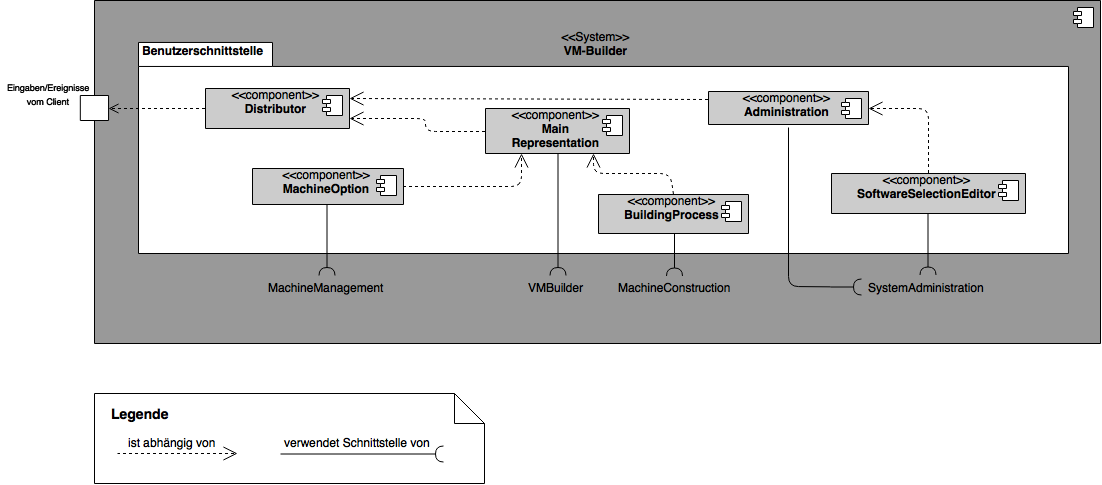 <<System>>
VM-Builder
Benutzerschnittstelle
Eingaben/Ereignisse
vom Client
<<component>>
Distributor
<<component>>
Main
Representation
<<component>>
Administration
<<component>>
MachineOption
<<component>>
BuildingProcess
<<component>>
SoftwareSelectionEditor
MachineManagement
VMBuilder
MachineConstruction
SystemAdministration
Legende
ist abhängig von
verwendet Schnittstelle von